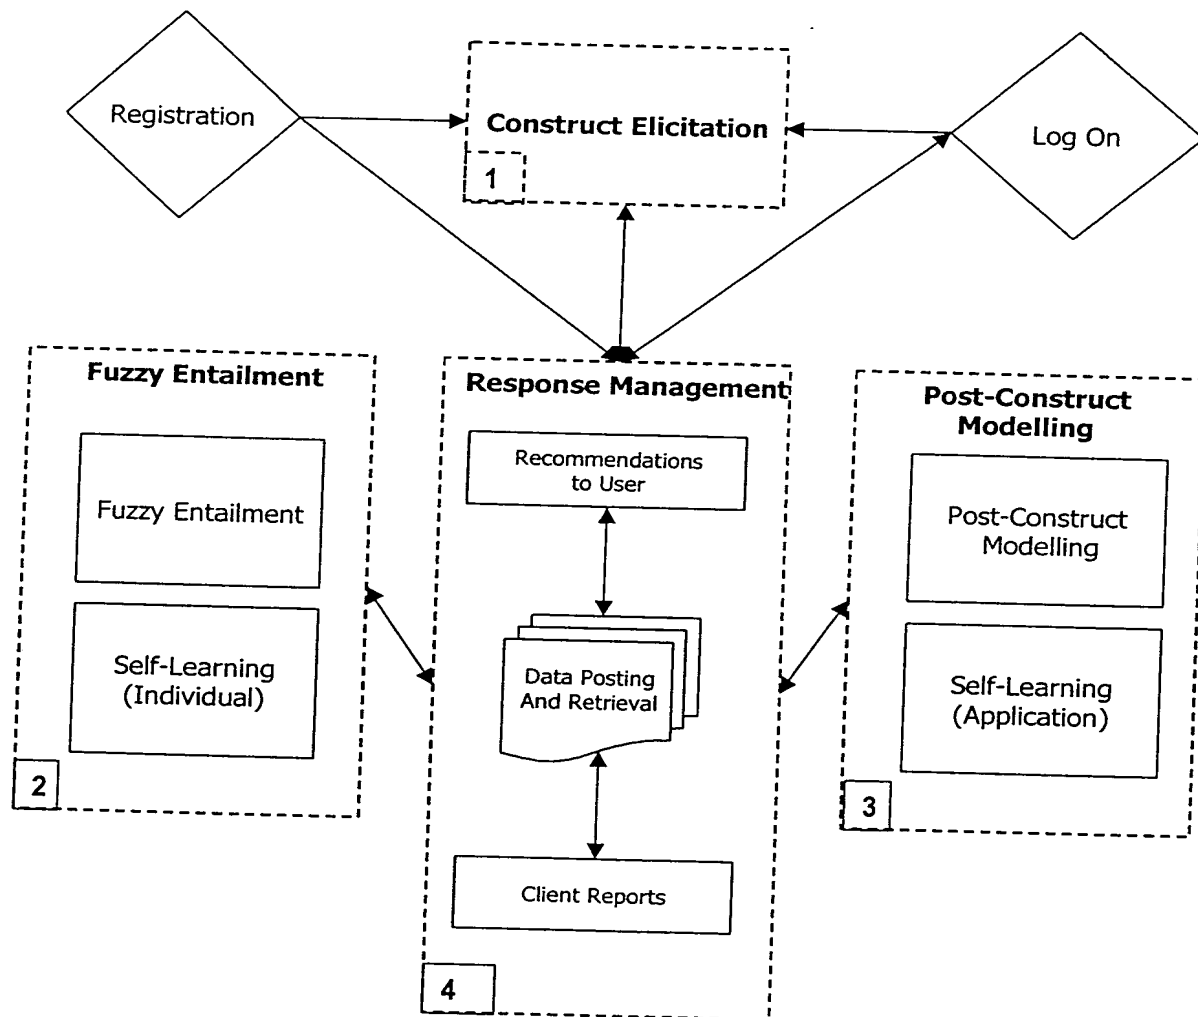 Registration
Construct Elicitation
1
Log On
Fuzzy Entailment
Fuzzy Entailment
Self-Learning
(Individual)
2
Response Management
Recommendations
to User
Data Posting
And Retrieval
Client Reports
4
Post-Construct
Modelling
Post-Construct
Modelling
Self-Learning
(Application)
3